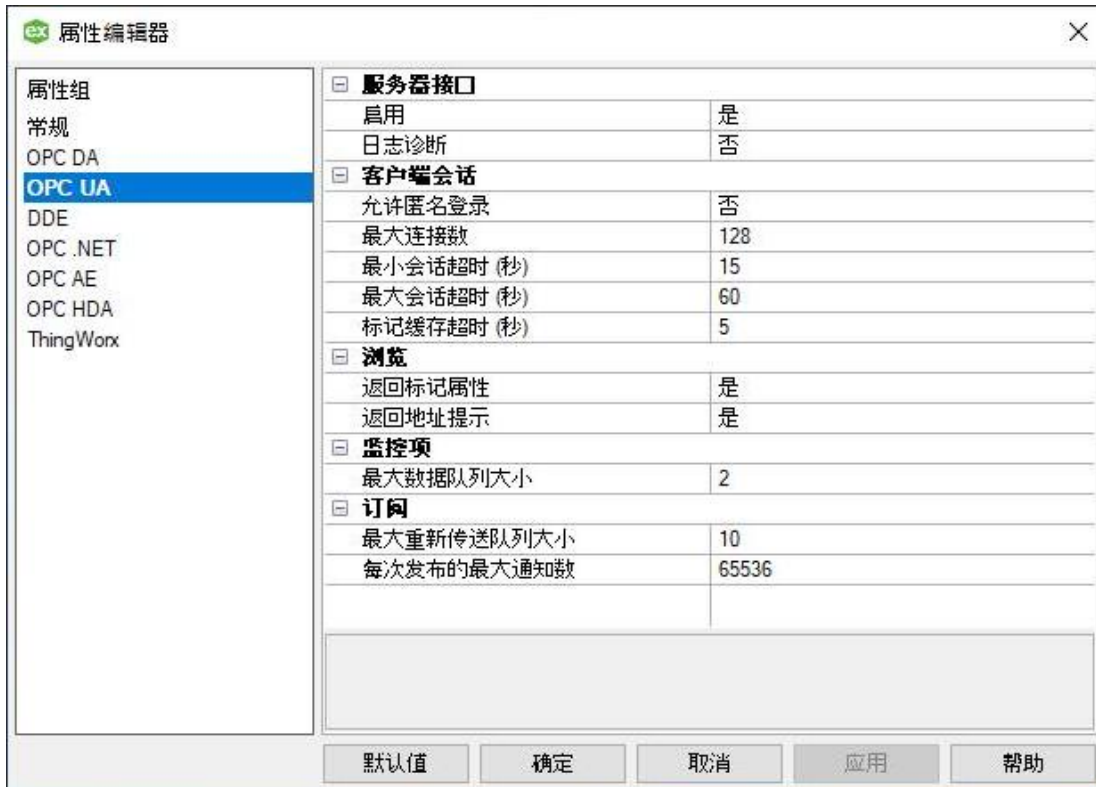 ex 属性编辑器
属性组
常规
OPC DA
OPC UA
DDE
OPC .NET
OPC AE
OPC HDA
ThingWorx
服务器接口
启用 是
日志诊断 否
客户端会话
允许匿名登录 否
最大连接数 128
最小会话超时 (秒) 15
最大会话超时 (秒) 60
标记缓存超时 (秒) 5
浏览
返回标记属性 是
返回地址提示 是
监控项
最大数据队列大小 2
订阅
最大重新传送队列大小 10
每次发布的最大通知数 65536
默认值 确定 取消 应用 帮助